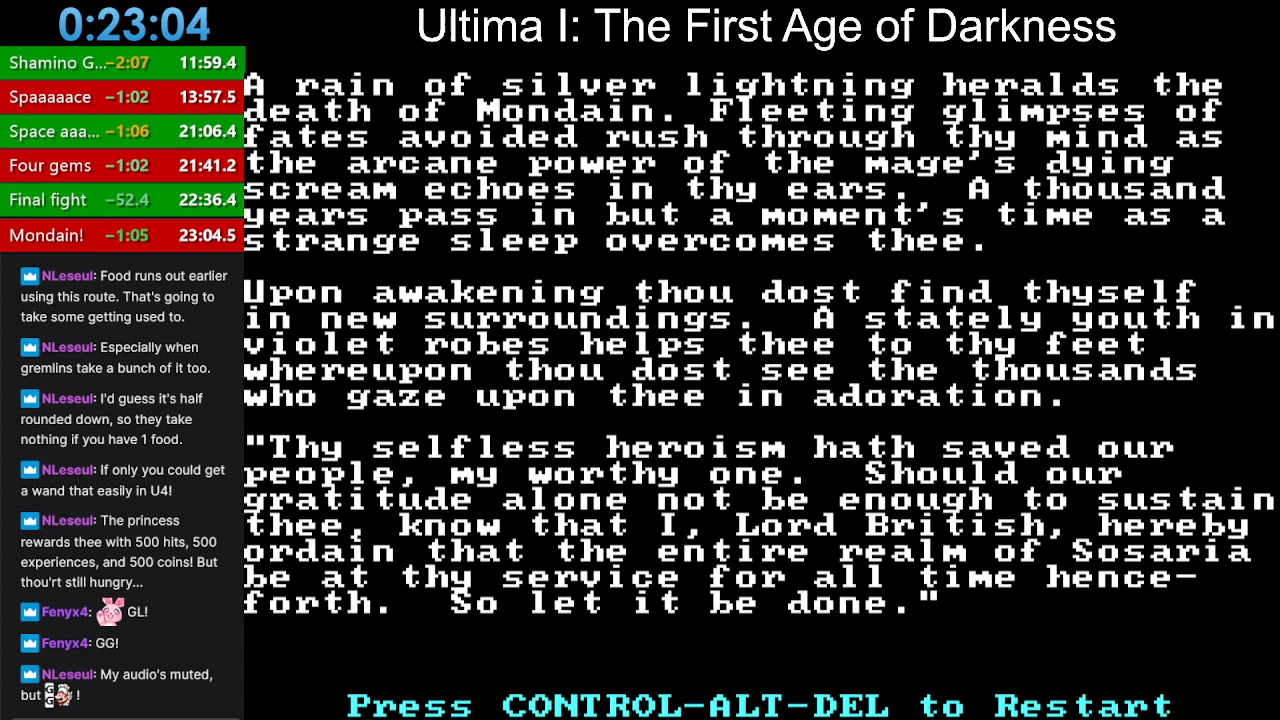 0:23:04
Ultima I: The First Age of Darkness
Shamino G... −2:07 11:59.4
Spaaaaace −1:02 13:57.5
Space aaa... −1:06 21:06.4
Four gems −1:02 21:41.2
Final fight −52.4 22:36.4
Mondain! −1:05 23:04.5
NLeseul: Food runs out earlier
using this route. That's going to
take some getting used to.
NLeseul: Especially when
gremlins take a bunch of it too.
NLeseul: I'd guess it's half
rounded down, so they take
nothing if you have 1 food.
NLeseul: If only you could get
a wand that easily in U4!
NLeseul: The princess
rewards thee with 500 hits, 500
experiences, and 500 coins! But
thou'rt still hungry...
Fenyx4: GL!
Fenyx4: GG!
NLeseul: My audio's muted,
but GG !
A rain of silver lightning heralds the
death of Mondain. Fleeting glimpses of
fates avoided rush through thy mind as
the arcane power of the mage's dying
scream echoes in thy ears.  A thousand
years pass in but a moment's time as a
strange sleep overcomes thee.
Upon awakening thou dost find thyself
in new surroundings.  A stately youth in
violet robes helps thee to thy feet
whereupon thou dost see the thousands
who gaze upon thee in adoration.
"Thy selfless heroism hath saved our
people, my worthy one.  Should our
gratitude alone not be enough to sustain
thee, know that I, Lord British, hereby
ordain that the entire realm of Sosaria
be at thy service for all time hence-
forth.  So let it be done."
Press CONTROL-ALT-DEL to Restart